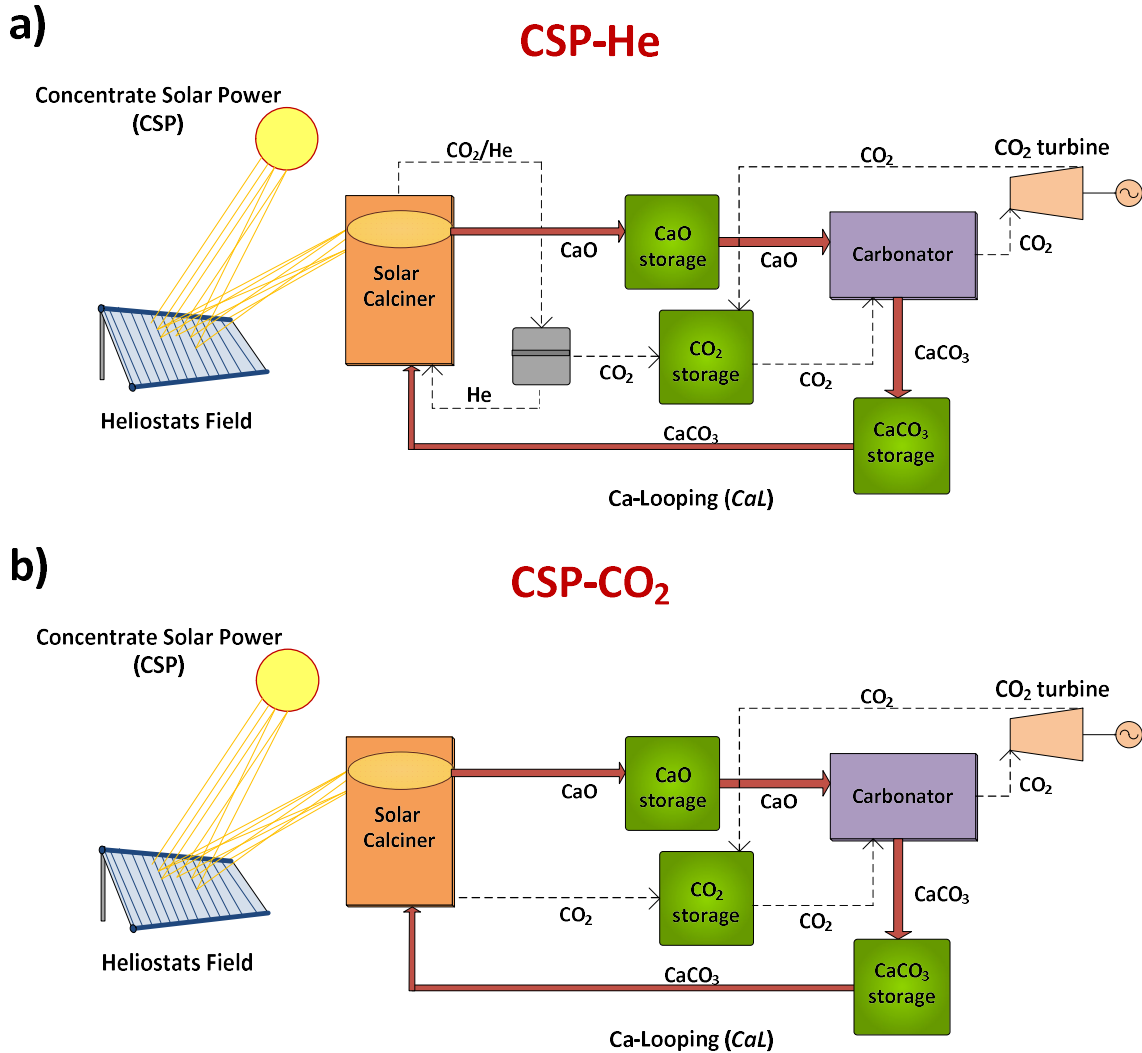 a)
CSP-He
Concentrate Solar Power
(CSP)
CO₂/He
CO₂
CO₂ turbine
Solar
Calciner
CaO
CaO
storage
CaO
Carbonator
CO₂
Heliostats Field
He
CO₂
CO₂
storage
CO₂
CaCO₃
CaCO₃
CaCO₃
storage
Ca-Looping (CaL)
b)
CSP-CO₂
Concentrate Solar Power
(CSP)
CO₂
CO₂ turbine
Solar
Calciner
CaO
CaO
storage
CaO
Carbonator
CO₂
Heliostats Field
CO₂
CO₂
storage
CO₂
CaCO₃
CaCO₃
CaCO₃
storage
Ca-Looping (CaL)